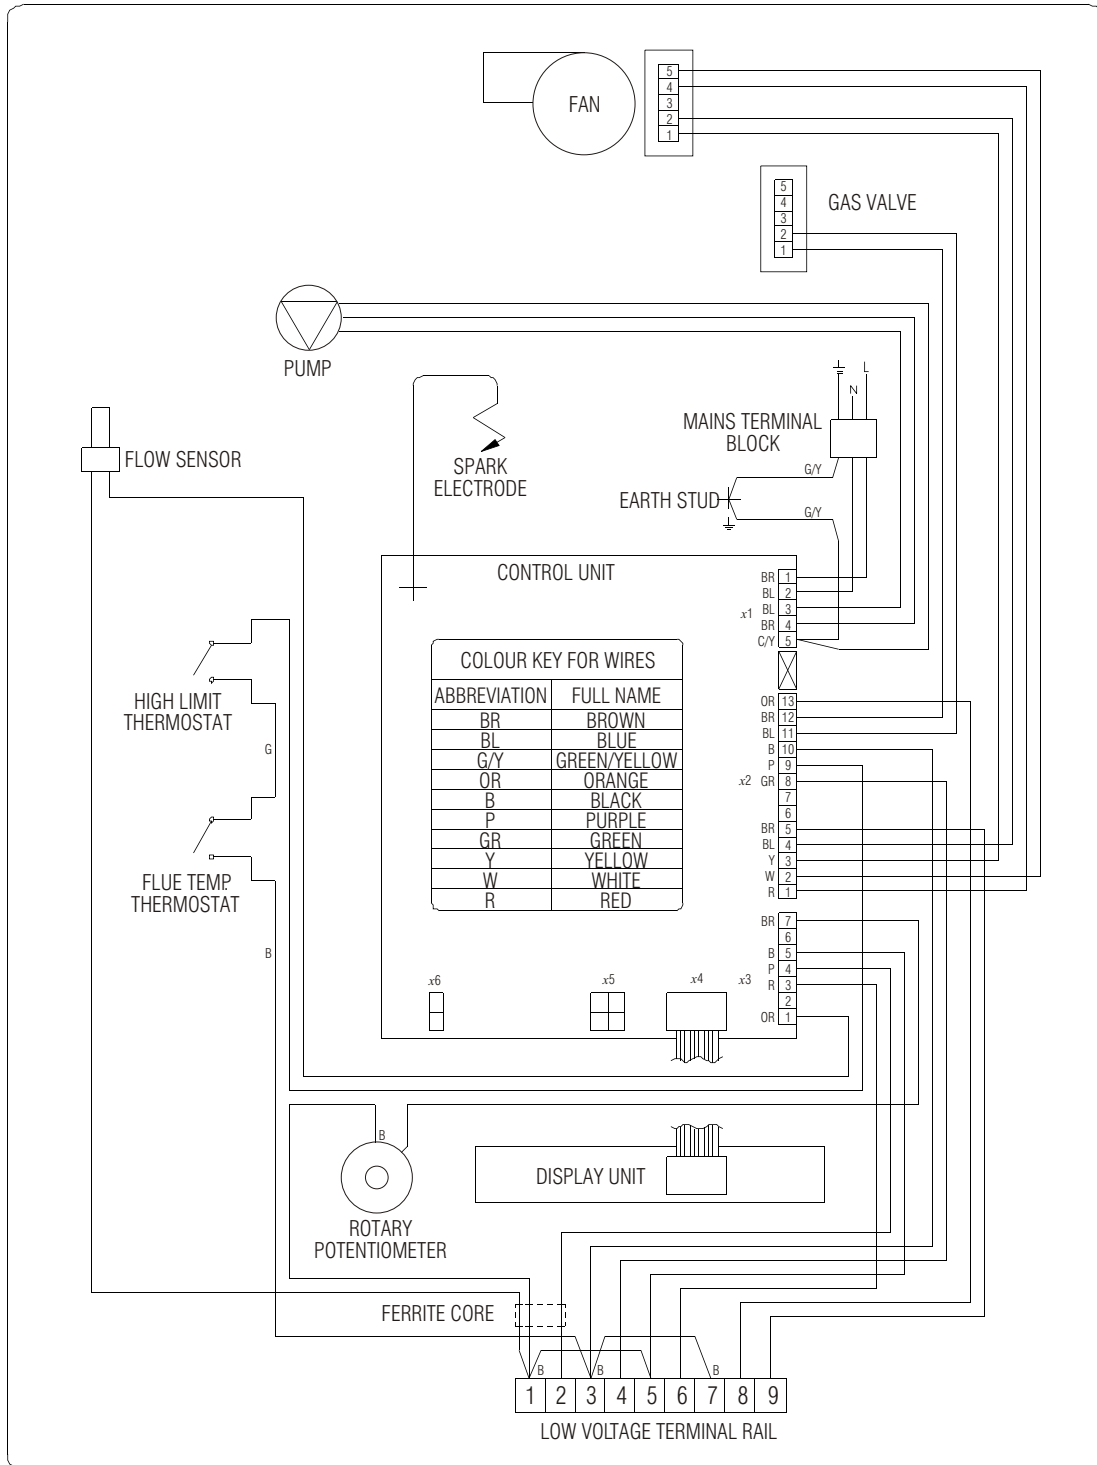 FAN
5
4
3
2
1
5
4
3
2
1
GAS VALVE
PUMP
L
N
MAINS TERMINAL
BLOCK
G/Y
EARTH STUD
G/Y
FLOW SENSOR
SPARK
ELECTRODE
CONTROL UNIT
x1
BR 1
BL 2
BL 3
BR 4
C/Y 5
COLOUR KEY FOR WIRES
ABBREVIATION FULL NAME
BR BROWN
BL BLUE
G/Y GREEN/YELLOW
OR ORANGE
B BLACK
P PURPLE
GR GREEN
Y YELLOW
W WHITE
R RED
HIGH LIMIT
THERMOSTAT
G
FLUE TEMP.
THERMOSTAT
B
x2
OR 13
BR 12
BL 11
B 10
P 9
GR 8
7
6
BR 5
BL 4
Y 3
W 2
R 1
x3
BR 7
6
B 5
P 4
R 3
2
OR 1
x6
x5
x4
B
ROTARY
POTENTIOMETER
DISPLAY UNIT
FERRITE CORE
B B B
1 2 3 4 5 6 7 8 9
LOW VOLTAGE TERMINAL RAIL